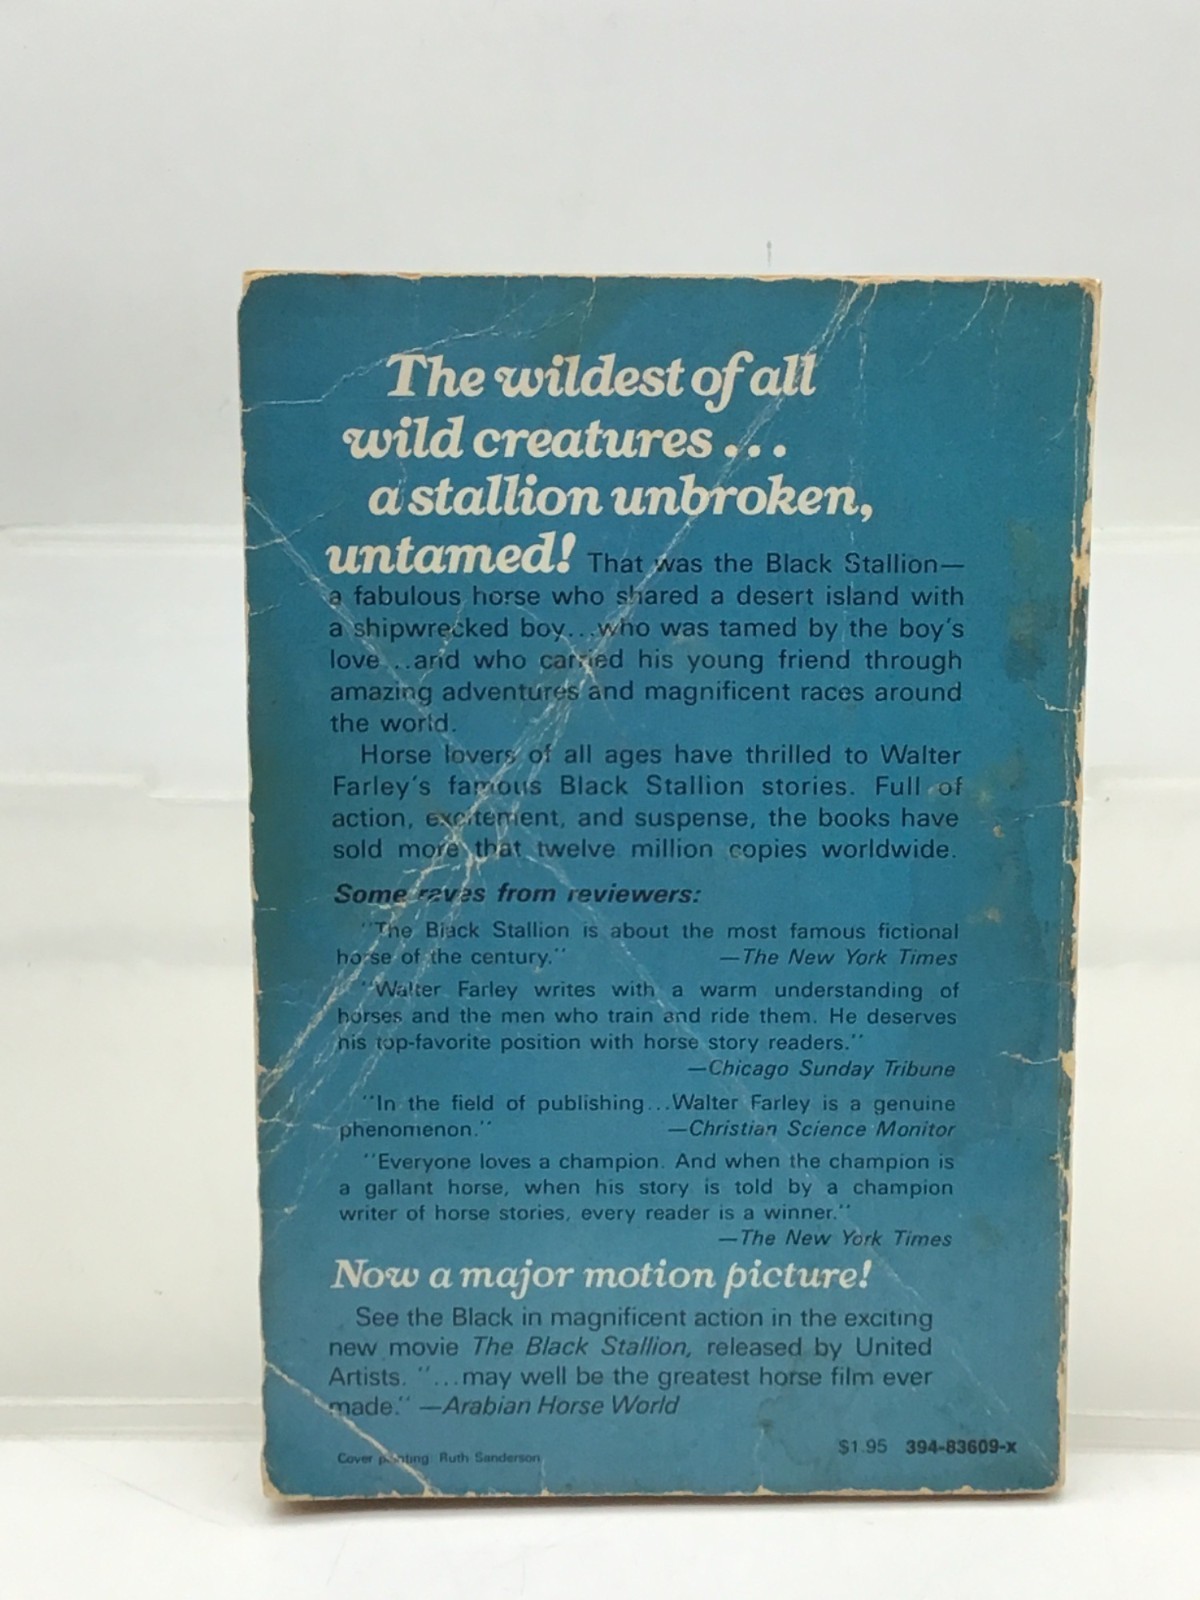 The wildest of all
wild creatures...
a stallion unbroken,
untamed! That was the Black Stallion—
a fabulous horse who shared a desert island with
a shipwrecked boy...who was tamed by the boy's
love...and who carried his young friend through
amazing adventures and magnificent races around
the world.
Horse lovers of all ages have thrilled to Walter
Farley's famous Black Stallion stories. Full of
action, excitement, and suspense, the books have
sold more that twelve million copies worldwide.
Some raves from reviewers:
"The Black Stallion is about the most famous fictional
horse of the century." —The New York Times
"Walter Farley writes with a warm understanding of
horses and the men who train and ride them. He deserves
his top-favorite position with horse story readers."
—Chicago Sunday Tribune
"In the field of publishing...Walter Farley is a genuine
phenomenon." —Christian Science Monitor
"Everyone loves a champion. And when the champion is
a gallant horse, when his story is told by a champion
writer of horse stories, every reader is a winner."
—The New York Times
Now a major motion picture!
See the Black in magnificent action in the exciting
new movie The Black Stallion, released by United
Artists. "...may well be the greatest horse film ever
made." —Arabian Horse World
$1.95 394-83609-x
Cover painting Ruth Sanderson